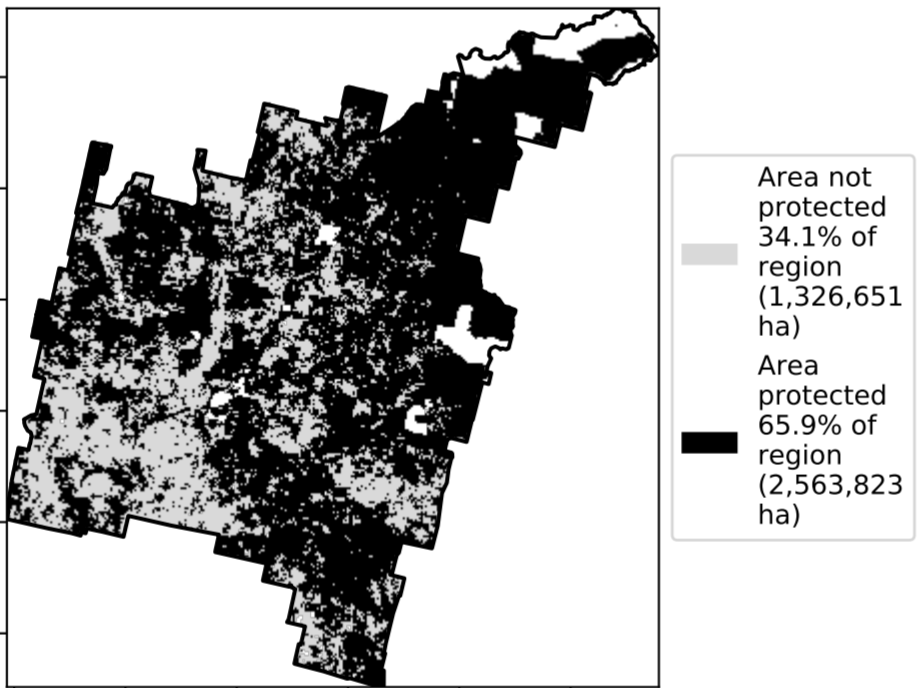 Area not
protected
34.1% of
region
(1,326,651
ha)
Area
protected
65.9% of
region
(2,563,823
ha)